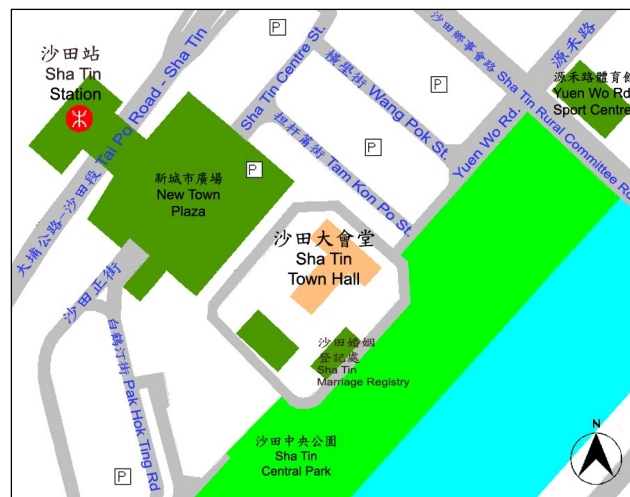 沙田站
Sha Tin
Station
大埔公路-沙田段 Tai Po Road - Sha Tin
P
Sha Tin Centre St.
橫壆街 Wang Pok St.
P
沙田鄉事會路 Sha Tin Rural Committee Rd
源禾路
Yuen Wo Rd.
源禾路體育館
Yuen Wo Rd
Sport Centre
P
担杆莆街 Tam Kon Po St.
P
新城市廣場
New Town
Plaza
沙田大會堂
Sha Tin
Town Hall
沙田正街
白鶴汀街 Pak Hok Ting Rd
沙田婚姻
登記處
Sha Tin
Marriage Registry
沙田中央公園
Sha Tin
Central Park
P
N